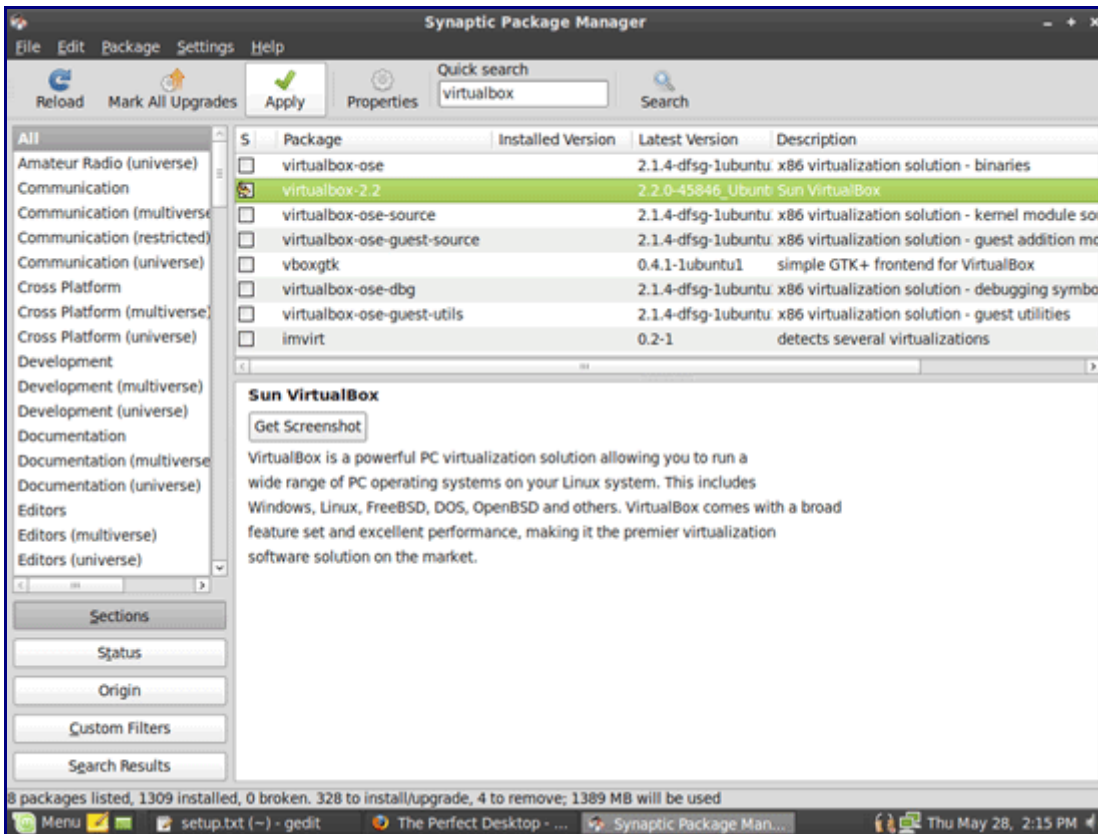 Synaptic Package Manager
File Edit Package Settings Help
Reload Mark All Upgrades Apply Properties Quick search virtualbox Search
All
Amateur Radio (universe)
Communication
Communication (multiverse
Communication (restricted)
Communication (universe)
Cross Platform
Cross Platform (multiverse)
Cross Platform (universe)
Development
Development (multiverse)
Development (universe)
Documentation
Documentation (multiverse
Documentation (universe)
Editors
Editors (multiverse)
Editors (universe)
Sections
Status
Origin
Custom Filters
Search Results
S Package Installed Version Latest Version Description
virtualbox-ose 2.1.4-dfsg-1ubuntu x86 virtualization solution - binaries
virtualbox-2.2 2.2.0-45846_Ubunt Sun VirtualBox
virtualbox-ose-source 2.1.4-dfsg-1ubuntu x86 virtualization solution - kernel module sou
virtualbox-ose-guest-source 2.1.4-dfsg-1ubuntu x86 virtualization solution - guest addition mo
vboxgtk 0.4.1-1ubuntu1 simple GTK+ frontend for VirtualBox
virtualbox-ose-dbg 2.1.4-dfsg-1ubuntu x86 virtualization solution - debugging symbo
virtualbox-ose-guest-utils 2.1.4-dfsg-1ubuntu x86 virtualization solution - guest utilities
imvirt 0.2-1 detects several virtualizations
Sun VirtualBox
Get Screenshot
VirtualBox is a powerful PC virtualization solution allowing you to run a
wide range of PC operating systems on your Linux system. This includes
Windows, Linux, FreeBSD, DOS, OpenBSD and others. VirtualBox comes with a broad
feature set and excellent performance, making it the premier virtualization
software solution on the market.
8 packages listed, 1309 installed, 0 broken. 328 to install/upgrade, 4 to remove; 1389 MB will be used
Menu setup.txt (~) - gedit The Perfect Desktop - ... Synaptic Package Man... Thu May 28, 2:15 PM